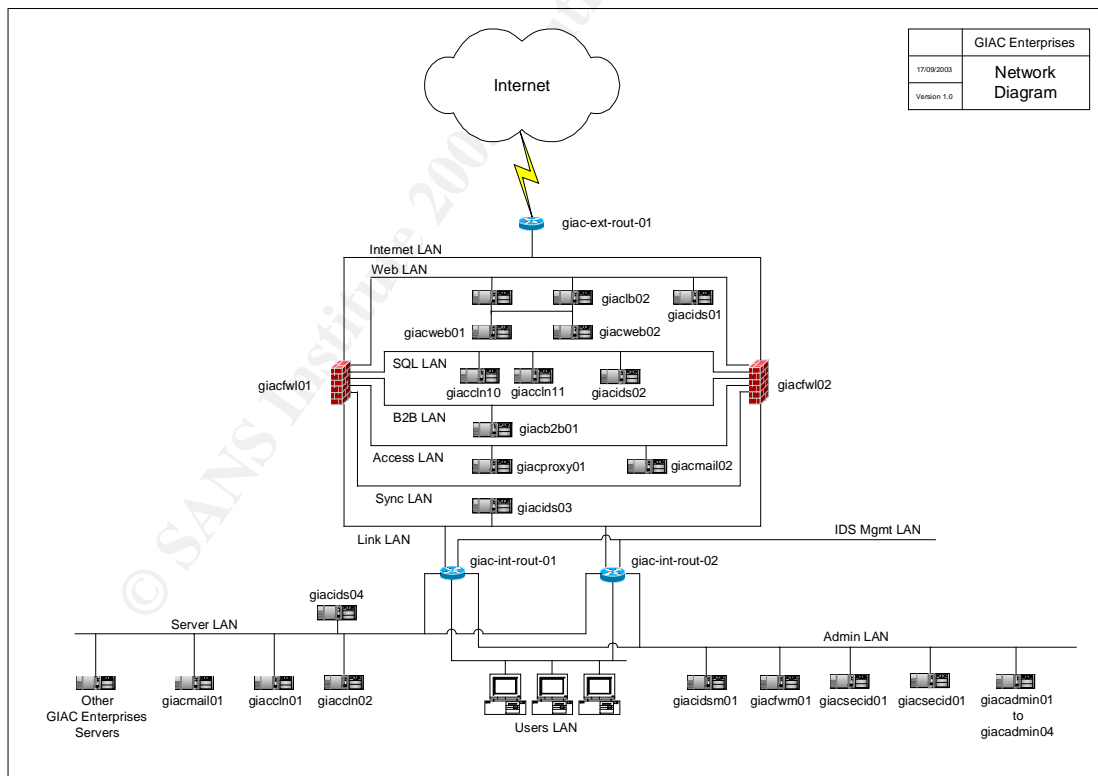 GIAC Enterprises
17/09/2003
Network
Diagram
Version 1.0
Internet
giac-ext-rout-01
Internet LAN
Web LAN
giaclb02
giacids01
giacweb01
giacweb02
SQL LAN
giacfwl01
giaccln10
giaccln11
giacids02
giacfwl02
B2B LAN
giacb2b01
Access LAN
giacproxy01
giacmail02
Sync LAN
giacids03
Link LAN
IDS Mgmt LAN
giac-int-rout-01
giac-int-rout-02
giacids04
Server LAN
Admin LAN
Other
GIAC Enterprises
Servers
giacmail01
giaccln01
giaccln02
Users LAN
giacidsm01
giacfwm01
giacsecid01
giacsecid01
giacadmin01
to
giacadmin04
© SANS Institute 200